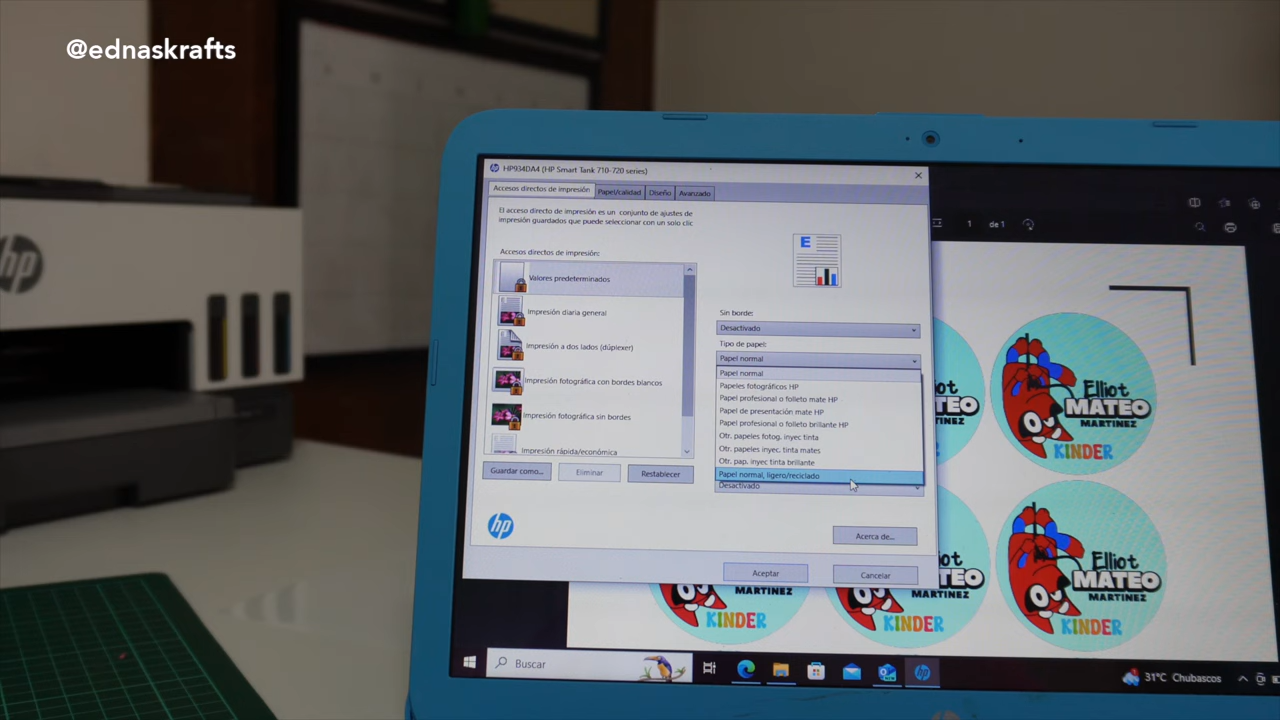 @ednaskrafts
HP934DA4 (HP Smart Tank 710-720 series)
Accesos directos de impresión
Papel/calidad
Diseño
Avanzado
El acceso directo de impresión es un conjunto de ajustes de
impresión guardados que puede seleccionar con un solo clic
Accesos directos de impresión:
Valores predeterminados
Impresión diaria general
Impresión a dos lados (dúplexer)
Impresión fotográfica con bordes blancos
Impresión fotográfica sin bordes
Impresión rápida/económica
Guardar como...
Eliminar
Restablecer
E
Sin borde:
Desactivado
Tipo de papel:
Papel normal
Papel normal
Papeles fotográficos HP
Papel profesional o folleto mate HP
Papel de presentación mate HP
Papel profesional o folleto brillante HP
Otr. papeles fotog. inyec tinta
Otr. papeles inyec. tinta mates
Otr. pap. inyec tinta brillante
Papel normal, ligero/reciclado
Desactivado
hp
hp
Acerca de...
Aceptar
Cancelar
1 de 1
Elliot
MATEO
MARTINEZ
KINDER
Elliot
MATEO
MARTINEZ
KINDER
KINDER
KINDER
Buscar
31°C Chubascos